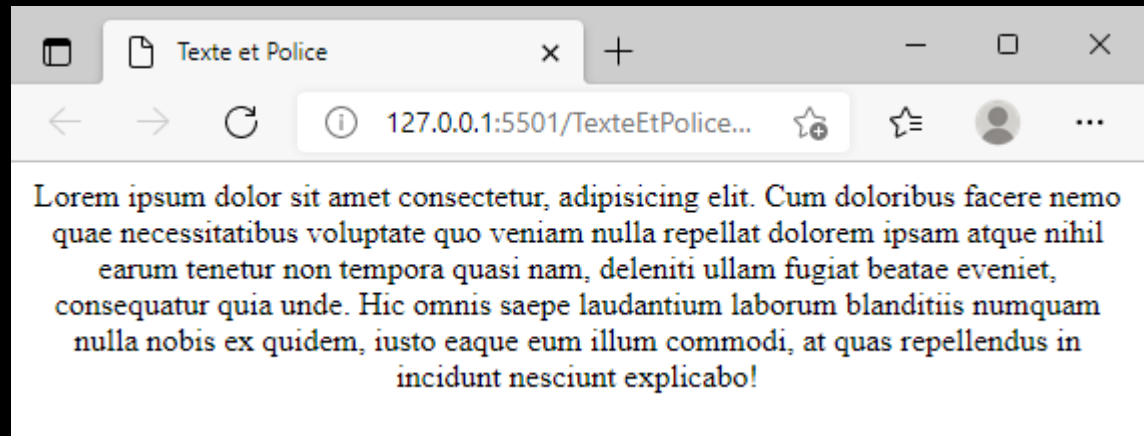 Texte et Police
127.0.0.1:5501/TexteEtPolice...
Lorem ipsum dolor sit amet consectetur, adipisicing elit. Cum doloribus facere nemo
quae necessitatibus voluptate quo veniam nulla repellat dolorem ipsam atque nihil
earum tenetur non tempora quasi nam, deleniti ullam fugiat beatae eveniet,
consequatur quia unde. Hic omnis saepe laudantium laborum blanditiis numquam
nulla nobis ex quidem, iusto eaque eum illum commodi, at quas repellendus in
incidunt nesciunt explicabo!